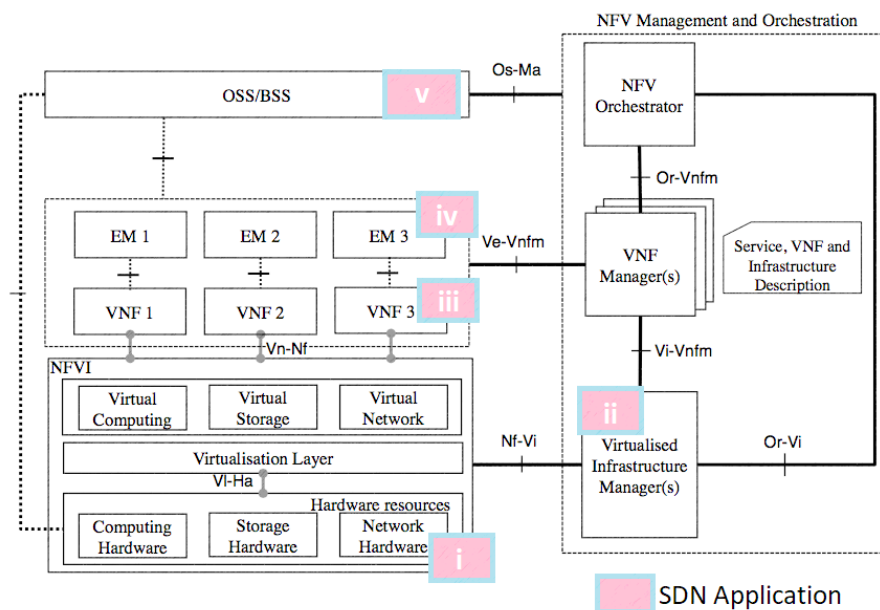 NFV Management and Orchestration
Os-Ma
OSS/BSS
v
NFV
Orchestrator
Or-Vnfm
iv
EM 1
EM 2
EM 3
Ve-Vnfm
VNF
Manager(s)
Service, VNF and
Infrastructure
Description
iii
VNF 1
VNF 2
VNF 3
Vn-Nf
Vi-Vnfm
NFVI
Virtual
Computing
Virtual
Storage
Virtual
Network
ii
Virtualised
Infrastructure
Manager(s)
Nf-Vi
Or-Vi
Virtualisation Layer
Vl-Ha
Hardware resources
Computing
Hardware
Storage
Hardware
Network
Hardware
i
SDN Application